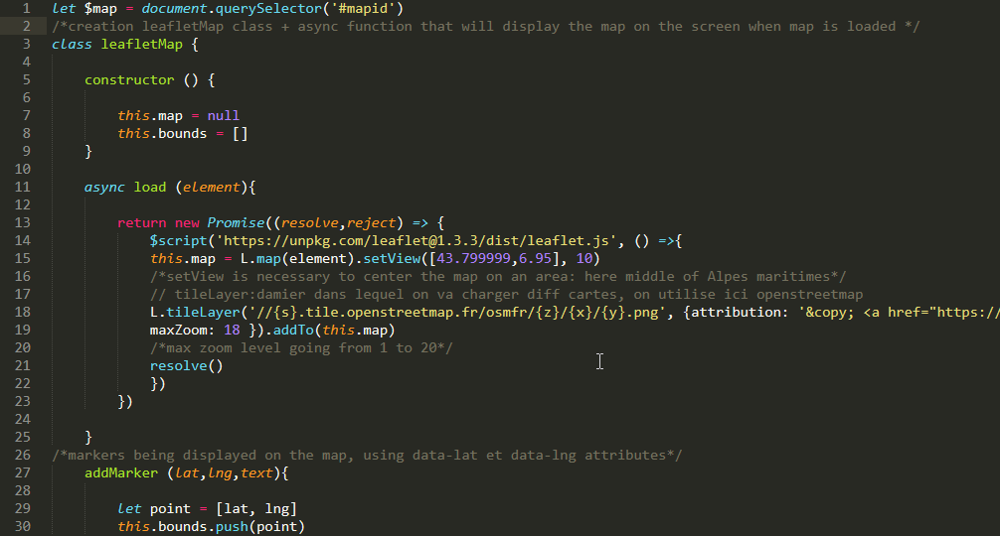 1 let $map = document.querySelector('#mapid')
2 /*creation leafletMap class + async function that will display the map on the screen when map is loaded */
3 class leafletMap {
4
5 constructor () {
6
7 this.map = null
8 this.bounds = []
9 }
10
11 async load (element){
12
13 return new Promise((resolve,reject) => {
14 $script('https://unpkg.com/leaflet@1.3.3/dist/leaflet.js', () =>{
15 this.map = L.map(element).setView([43.799999,6.95], 10)
16 /*setView is necessary to center the map on an area: here middle of Alpes maritimes*/
17 // tileLayer:damier dans lequel on va charger diff cartes, on utilise ici openstreetmap
18 L.tileLayer('//{s}.tile.openstreetmap.fr/osmfr/{z}/{x}/{y}.png', {attribution: '&copy; <a href="https://
19 maxZoom: 18 }).addTo(this.map)
20 /*max zoom level going from 1 to 20*/
21 resolve()
22 })
23 })
24
25 }
26 /*markers being displayed on the map, using data-lat et data-lng attributes*/
27 addMarker (lat,lng,text){
28
29 let point = [lat, lng]
30 this.bounds.push(point)